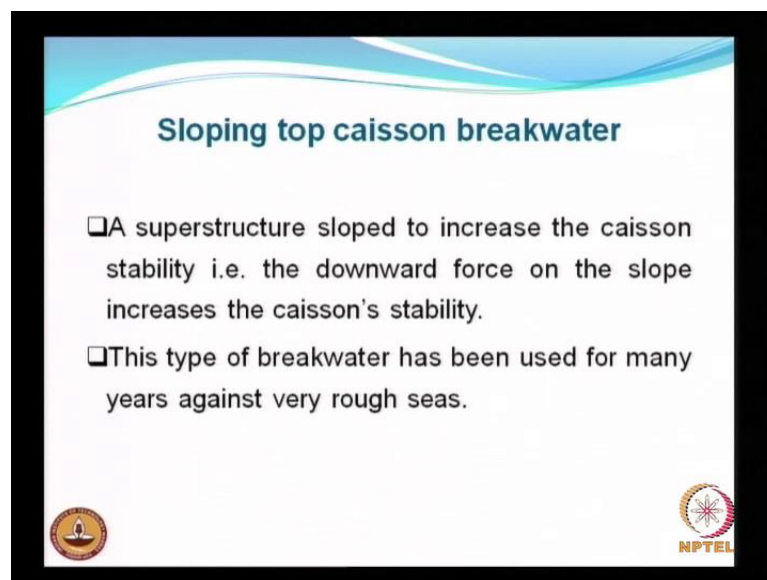 Sloping top caisson breakwater
❑A superstructure sloped to increase the caisson
stability i.e. the downward force on the slope
increases the caisson's stability.
❑This type of breakwater has been used for many
years against very rough seas.
NPTEL